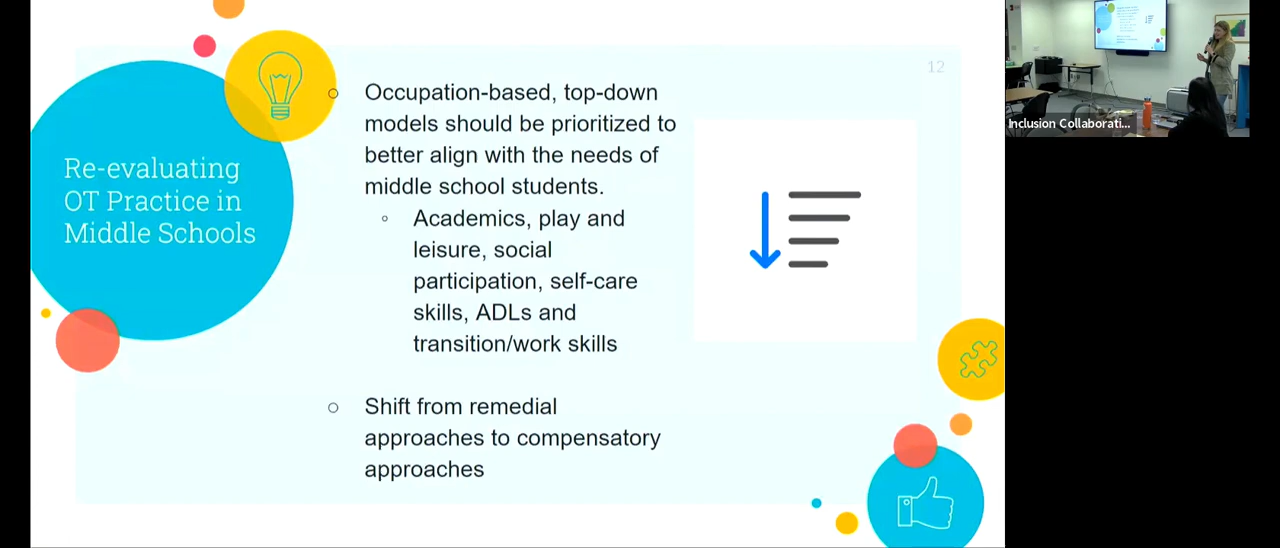 12
Re-evaluating
OT Practice in
Middle Schools
Occupation-based, top-down
models should be prioritized to
better align with the needs of
middle school students.
Academics, play and
leisure, social
participation, self-care
skills, ADLs and
transition/work skills
Shift from remedial
approaches to compensatory
approaches
Inclusion Collaborati...